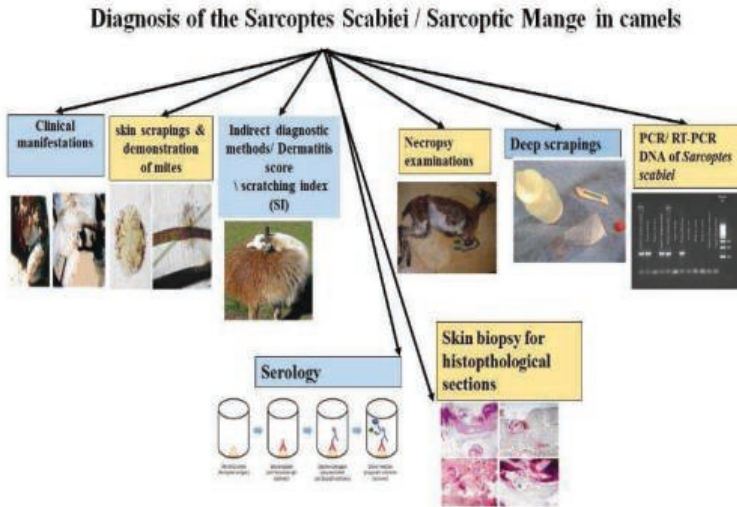 Diagnosis of the Sarcoptes Scabiei / Sarcoptic Mange in camels
Clinical
manifestations
skin scrapings &
demonstration
of mites
Indirect diagnostic
methods/ Dermatitis
score
\ scratching index
(SI)
Necropsy
examinations
Deep scrapings
PCR/ RT-PCR
DNA of Sarcoptes
scabiei
Serology
Skin biopsy for
histopthological
sections